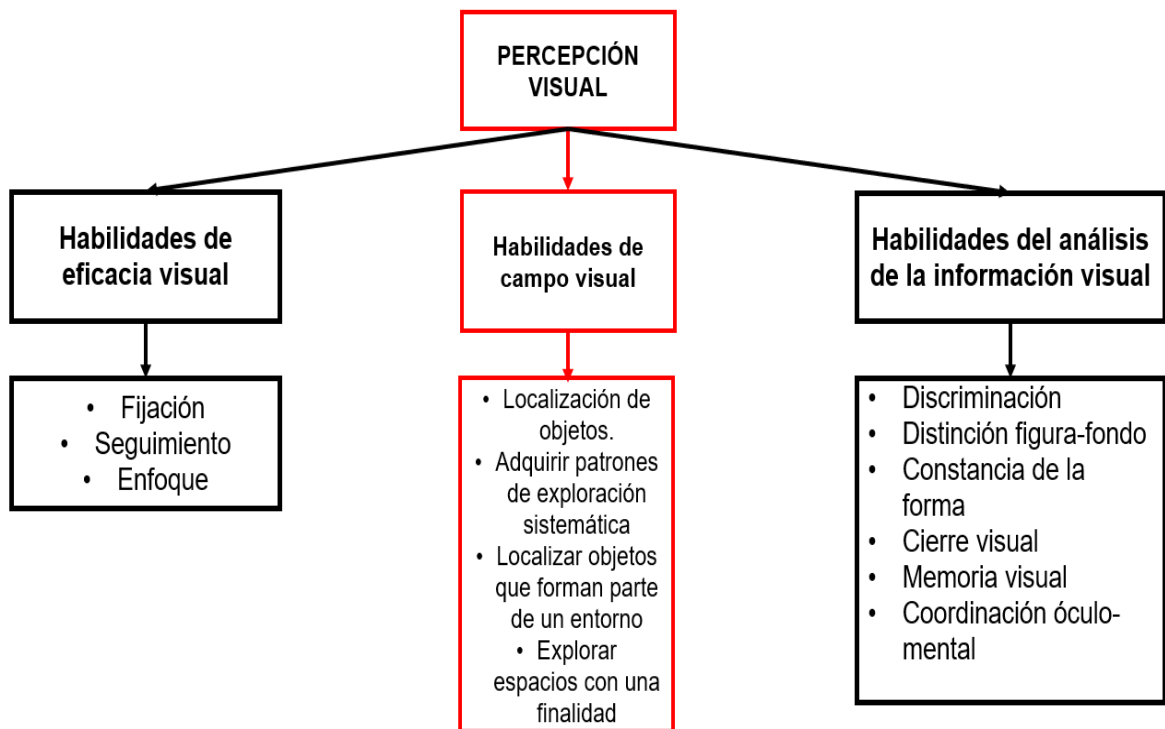 PERCEPCIÓN
VISUAL
Habilidades de
eficacia visual
Habilidades de
campo visual
Habilidades del análisis
de la información visual
• Fijación
• Seguimiento
• Enfoque
• Localización de
objetos.
• Adquirir patrones
de exploración
sistemática
• Localizar objetos
que forman parte
de un entorno
• Explorar
espacios con una
finalidad
• Discriminación
• Distinción figura-fondo
• Constancia de la
forma
• Cierre visual
• Memoria visual
• Coordinación óculo-
mental